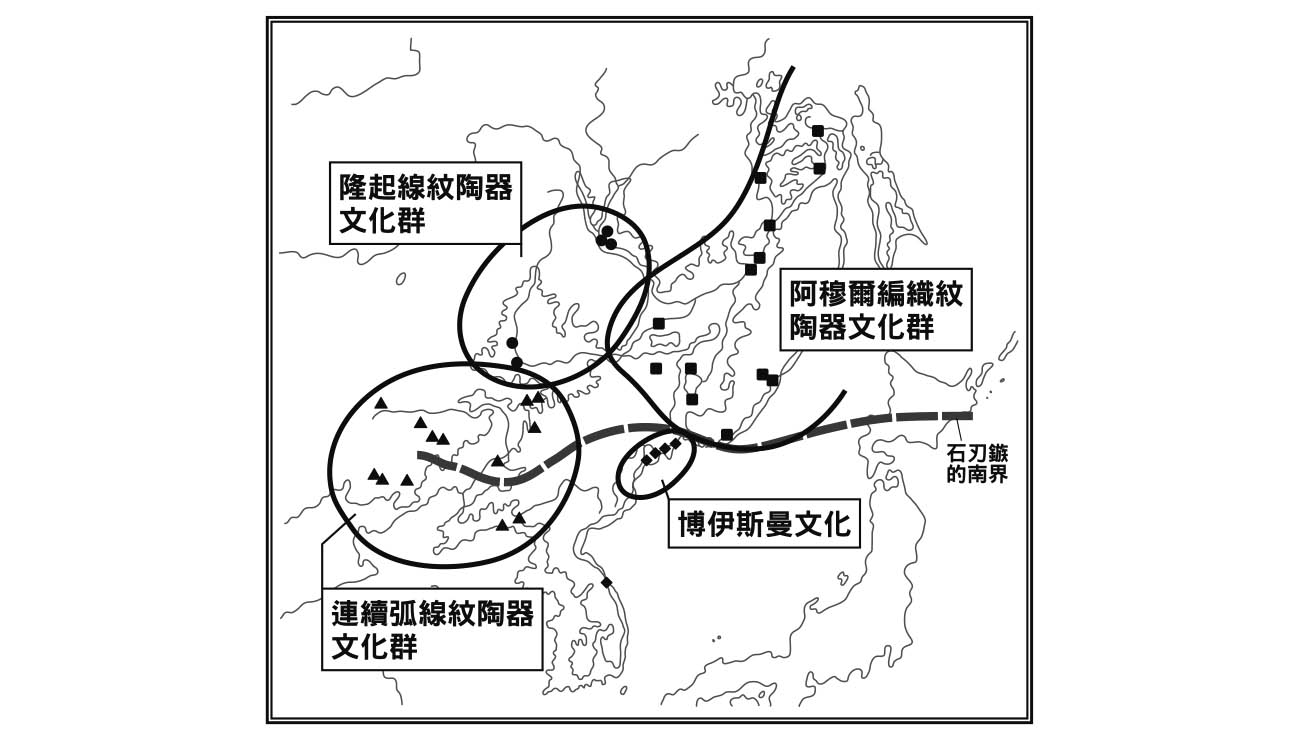 隆起線紋陶器
文化群
阿穆爾編織紋
陶器文化群
石刃鏃
的南界
博伊斯曼文化
連續弧線紋陶器
文化群